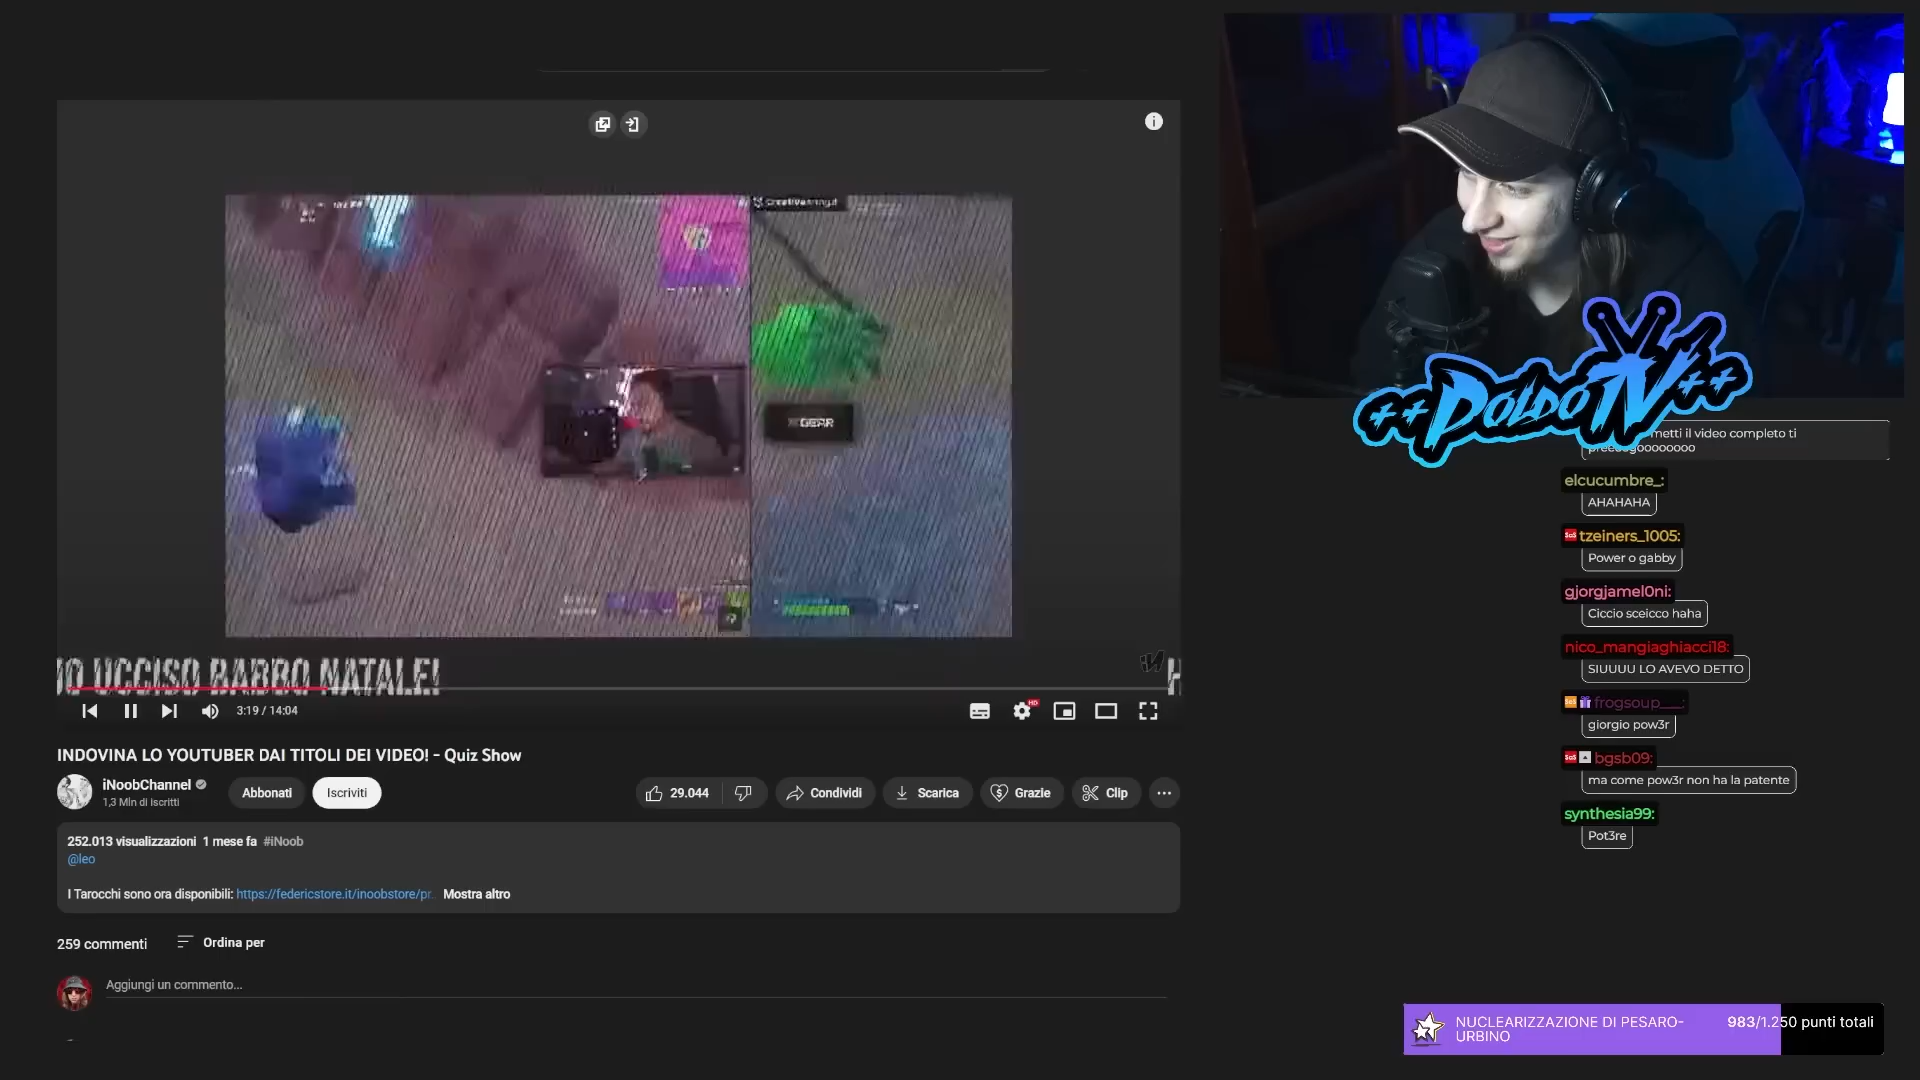 GEAR
UCCISO BABBO NATALE!
3:19 / 14:04
HD
INDOVINA LO YOUTUBER DAI TITOLI DEI VIDEO! - Quiz Show
iNoobChannel
1,3 Mln di iscritti
Abbonati
Iscriviti
29.044
Condividi
Scarica
Grazie
Clip
252.013 visualizzazioni 1 mese fa #iNoob
@leo
I Tarocchi sono ora disponibili: https://federicstore.it/inoobstore/pr... Mostra altro
259 commenti
Ordina per
Aggiungi un commento...
++DOLDOTV++
metti il video completo ti
elcucumbre_:
AHAHAHA
tzeiners_1005:
Power o gabby
gjorgjamel0ni:
Ciccio sceicco haha
nico_mangiaghiacci18:
SIUUUU LO AVEVO DETTO
frogsoup___:
giorgio pow3r
bgsb09:
ma come pow3r non ha la patente
synthesia99:
Pot3re
NUCLEARIZZAZIONE DI PESARO-
URBINO
983/1.250 punti totali